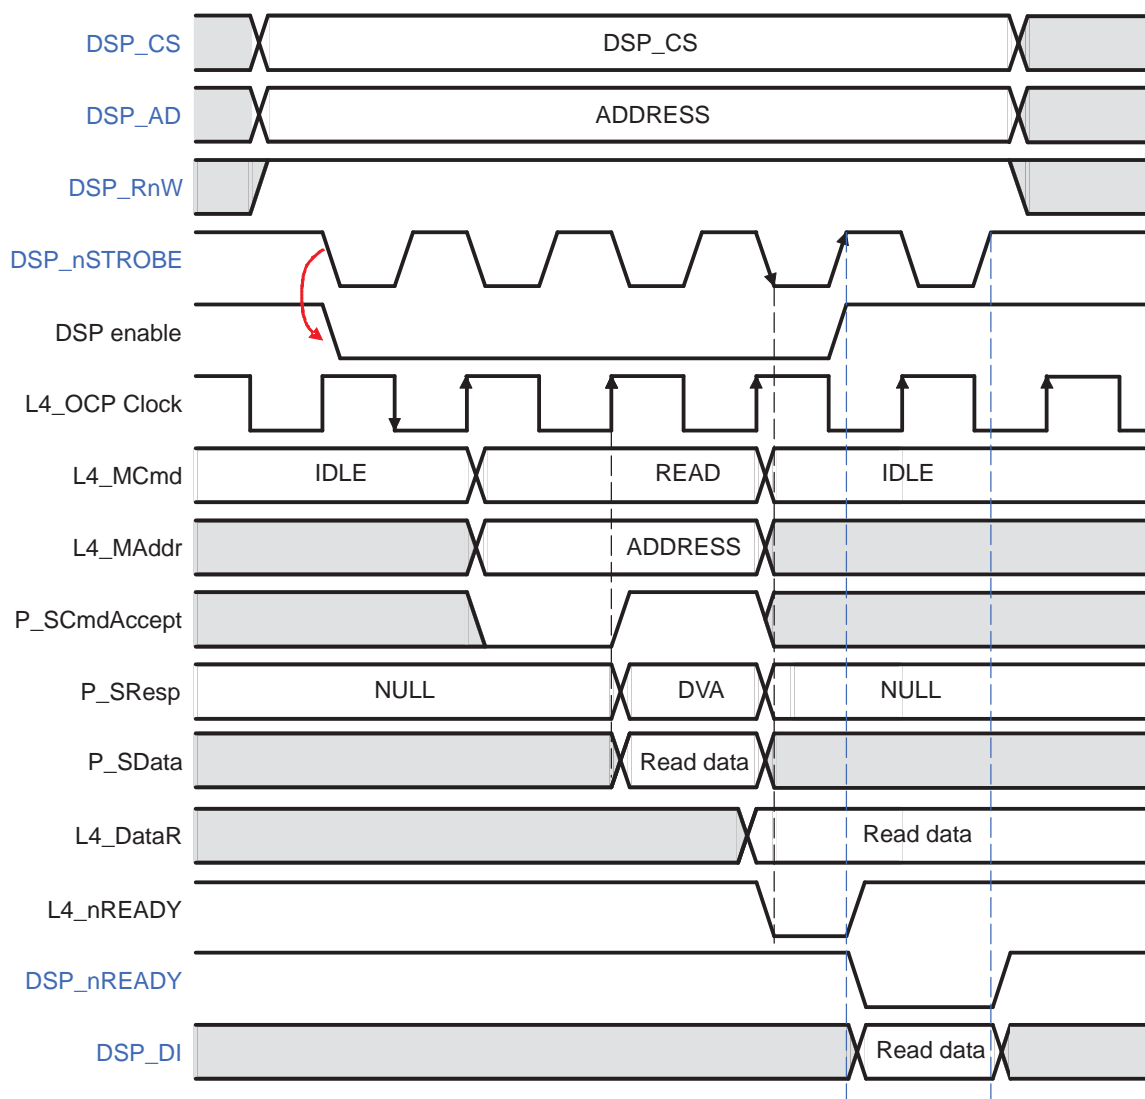 DSP_CS DSP_CS
DSP_AD ADDRESS
DSP_RnW
DSP_nSTROBE
DSP enable
L4_OCP Clock
L4_MCmd IDLE READ IDLE
L4_MAddr ADDRESS
P_SCmdAccept
P_SResp NULL DVA NULL
P_SData Read data
L4_DataR Read data
L4_nREADY
DSP_nREADY
DSP_DI Read data